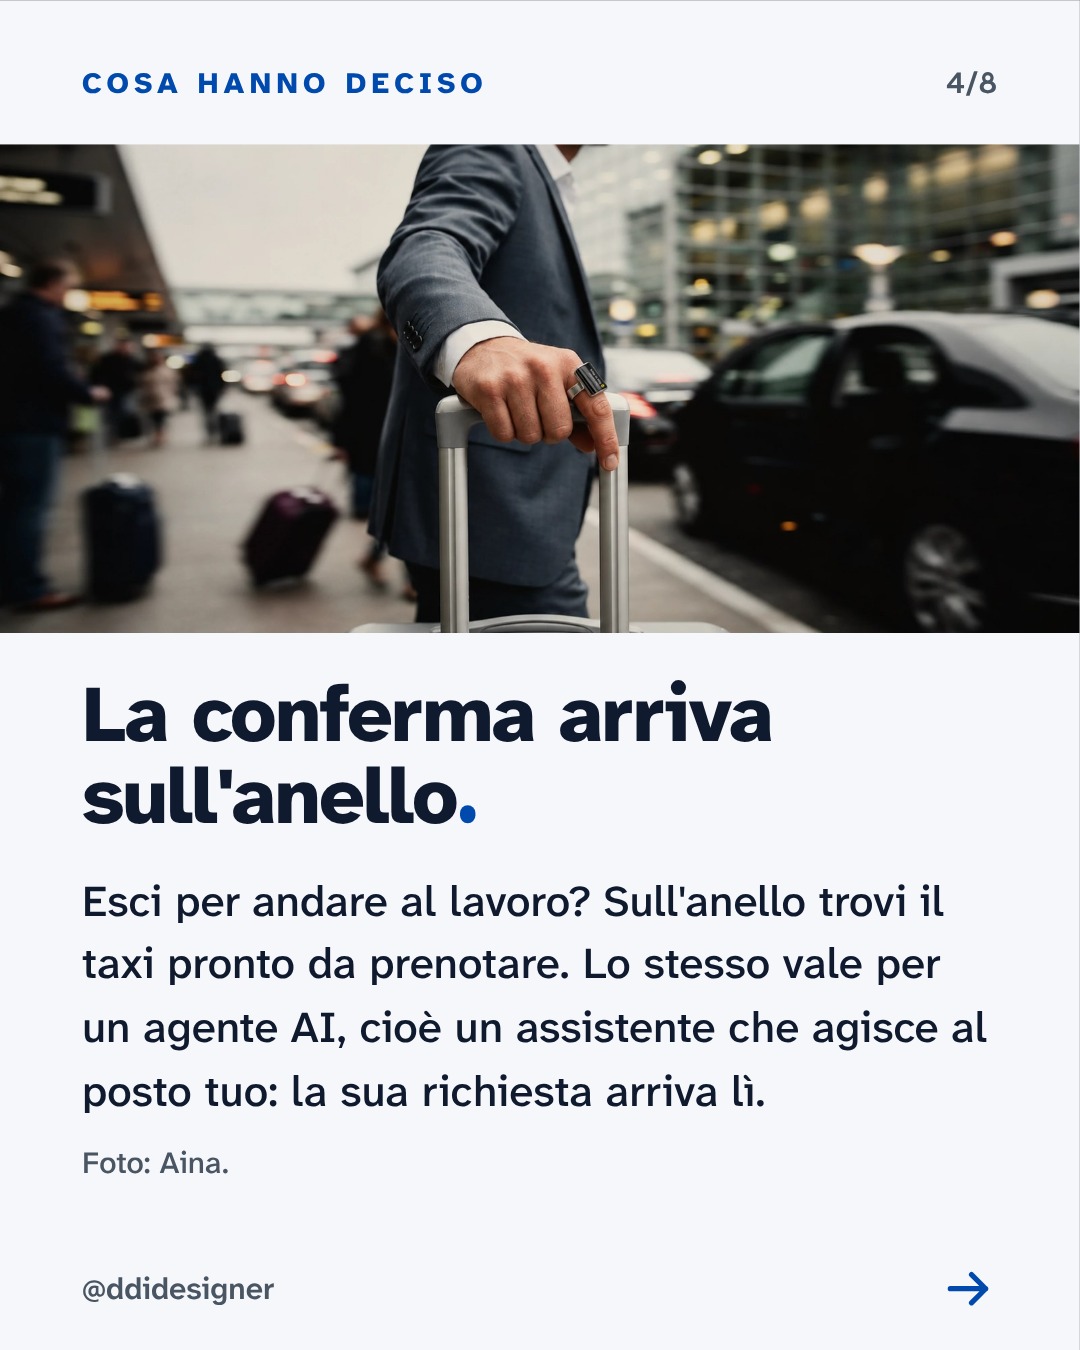 COSA HANNO DECISO
4/8
La conferma arriva
sull'anello.
Esci per andare al lavoro? Sull'anello trovi il
taxi pronto da prenotare. Lo stesso vale per
un agente AI, cioè un assistente che agisce al
posto tuo: la sua richiesta arriva lì.
Foto: Aina.
@ddidesigner